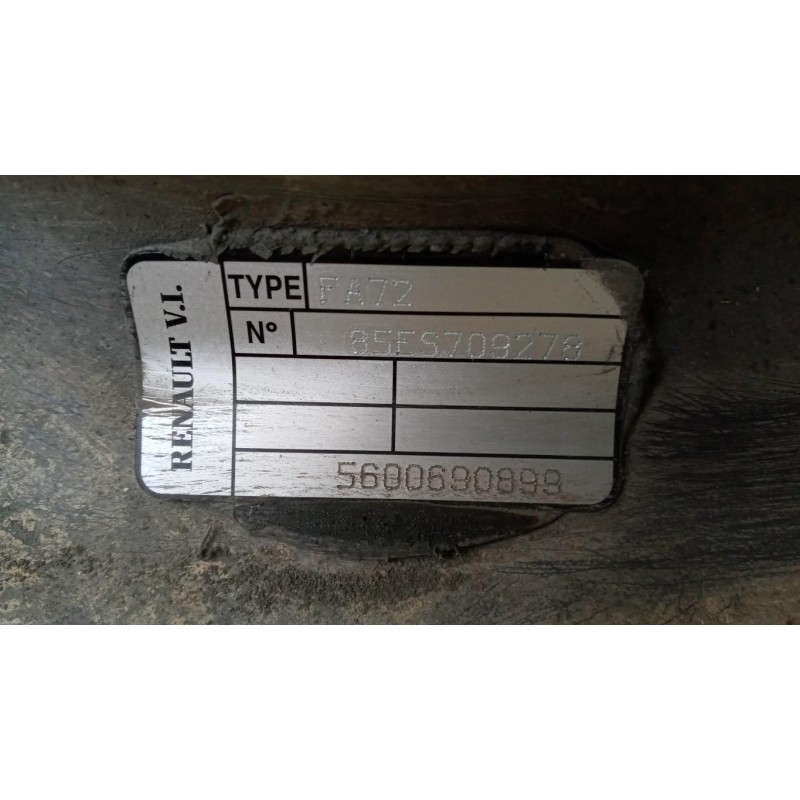 RENAULT V.I.
TYPE FA72
N° 85ES709278
5600690899